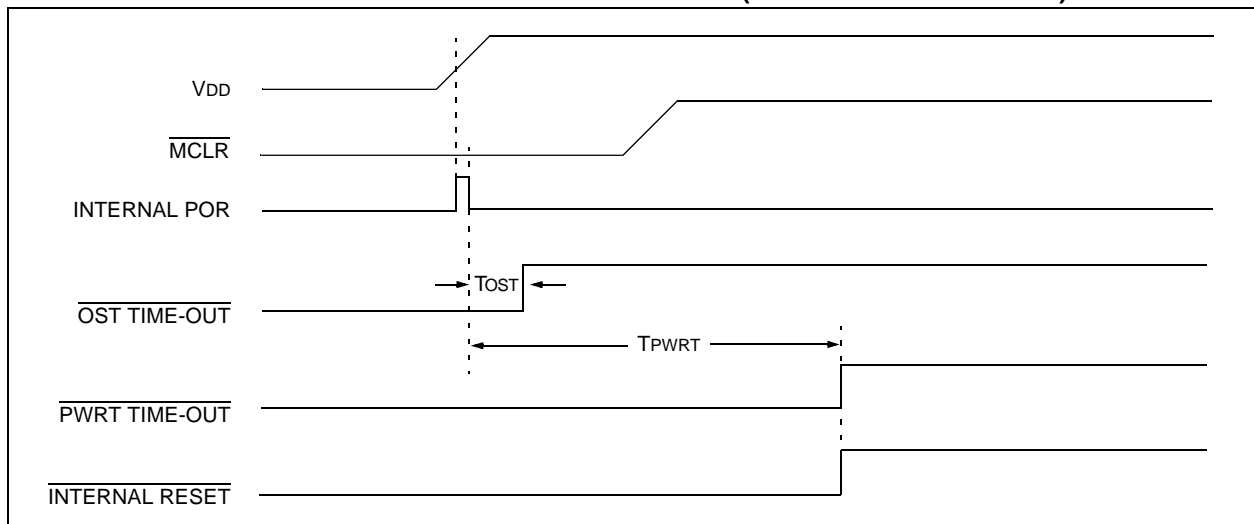 VDD
MCLR
INTERNAL POR
TOST
OST TIME-OUT
TPWRT
PWRT TIME-OUT
INTERNAL RESET